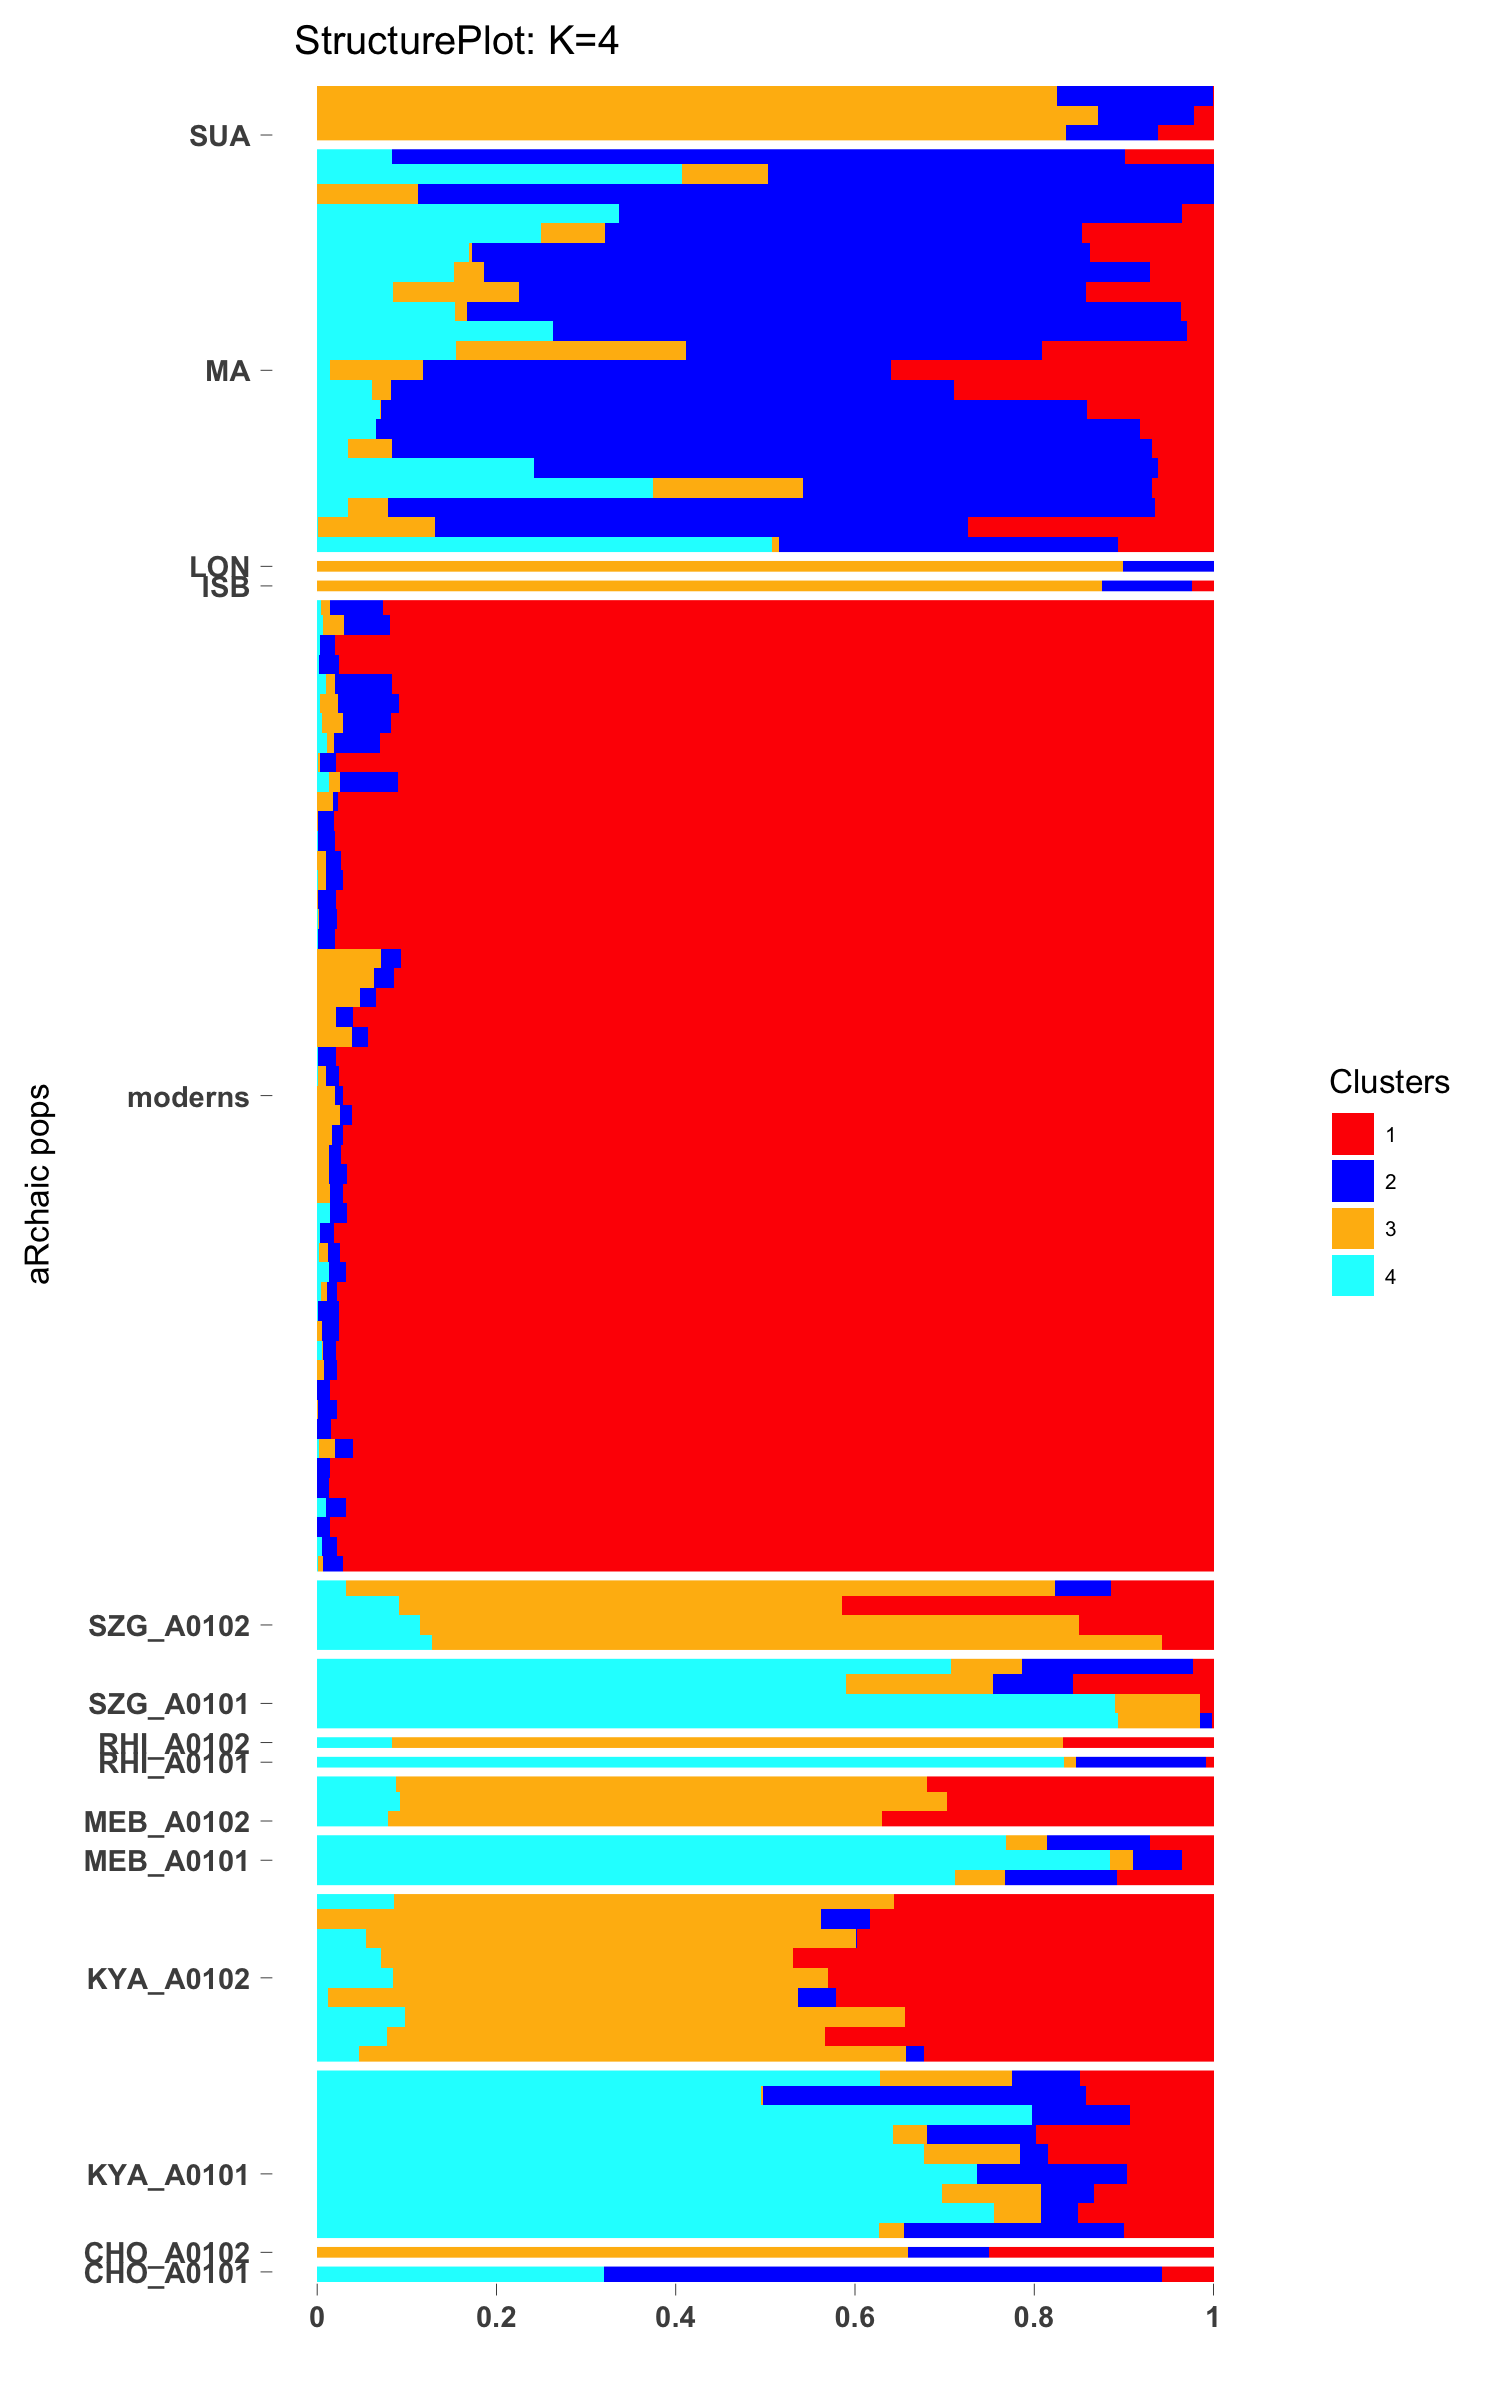 StructurePlot: K=4
SUA
MA
LON
ISB
moderns
SZG_A0102
SZG_A0101
RHI_A0102
RHI_A0101
MEB_A0102
MEB_A0101
KYA_A0102
KYA_A0101
CHO_A0102
CHO_A0101
0 0.2 0.4 0.6 0.8 1
aRchaic pops
Clusters
1
2
3
4